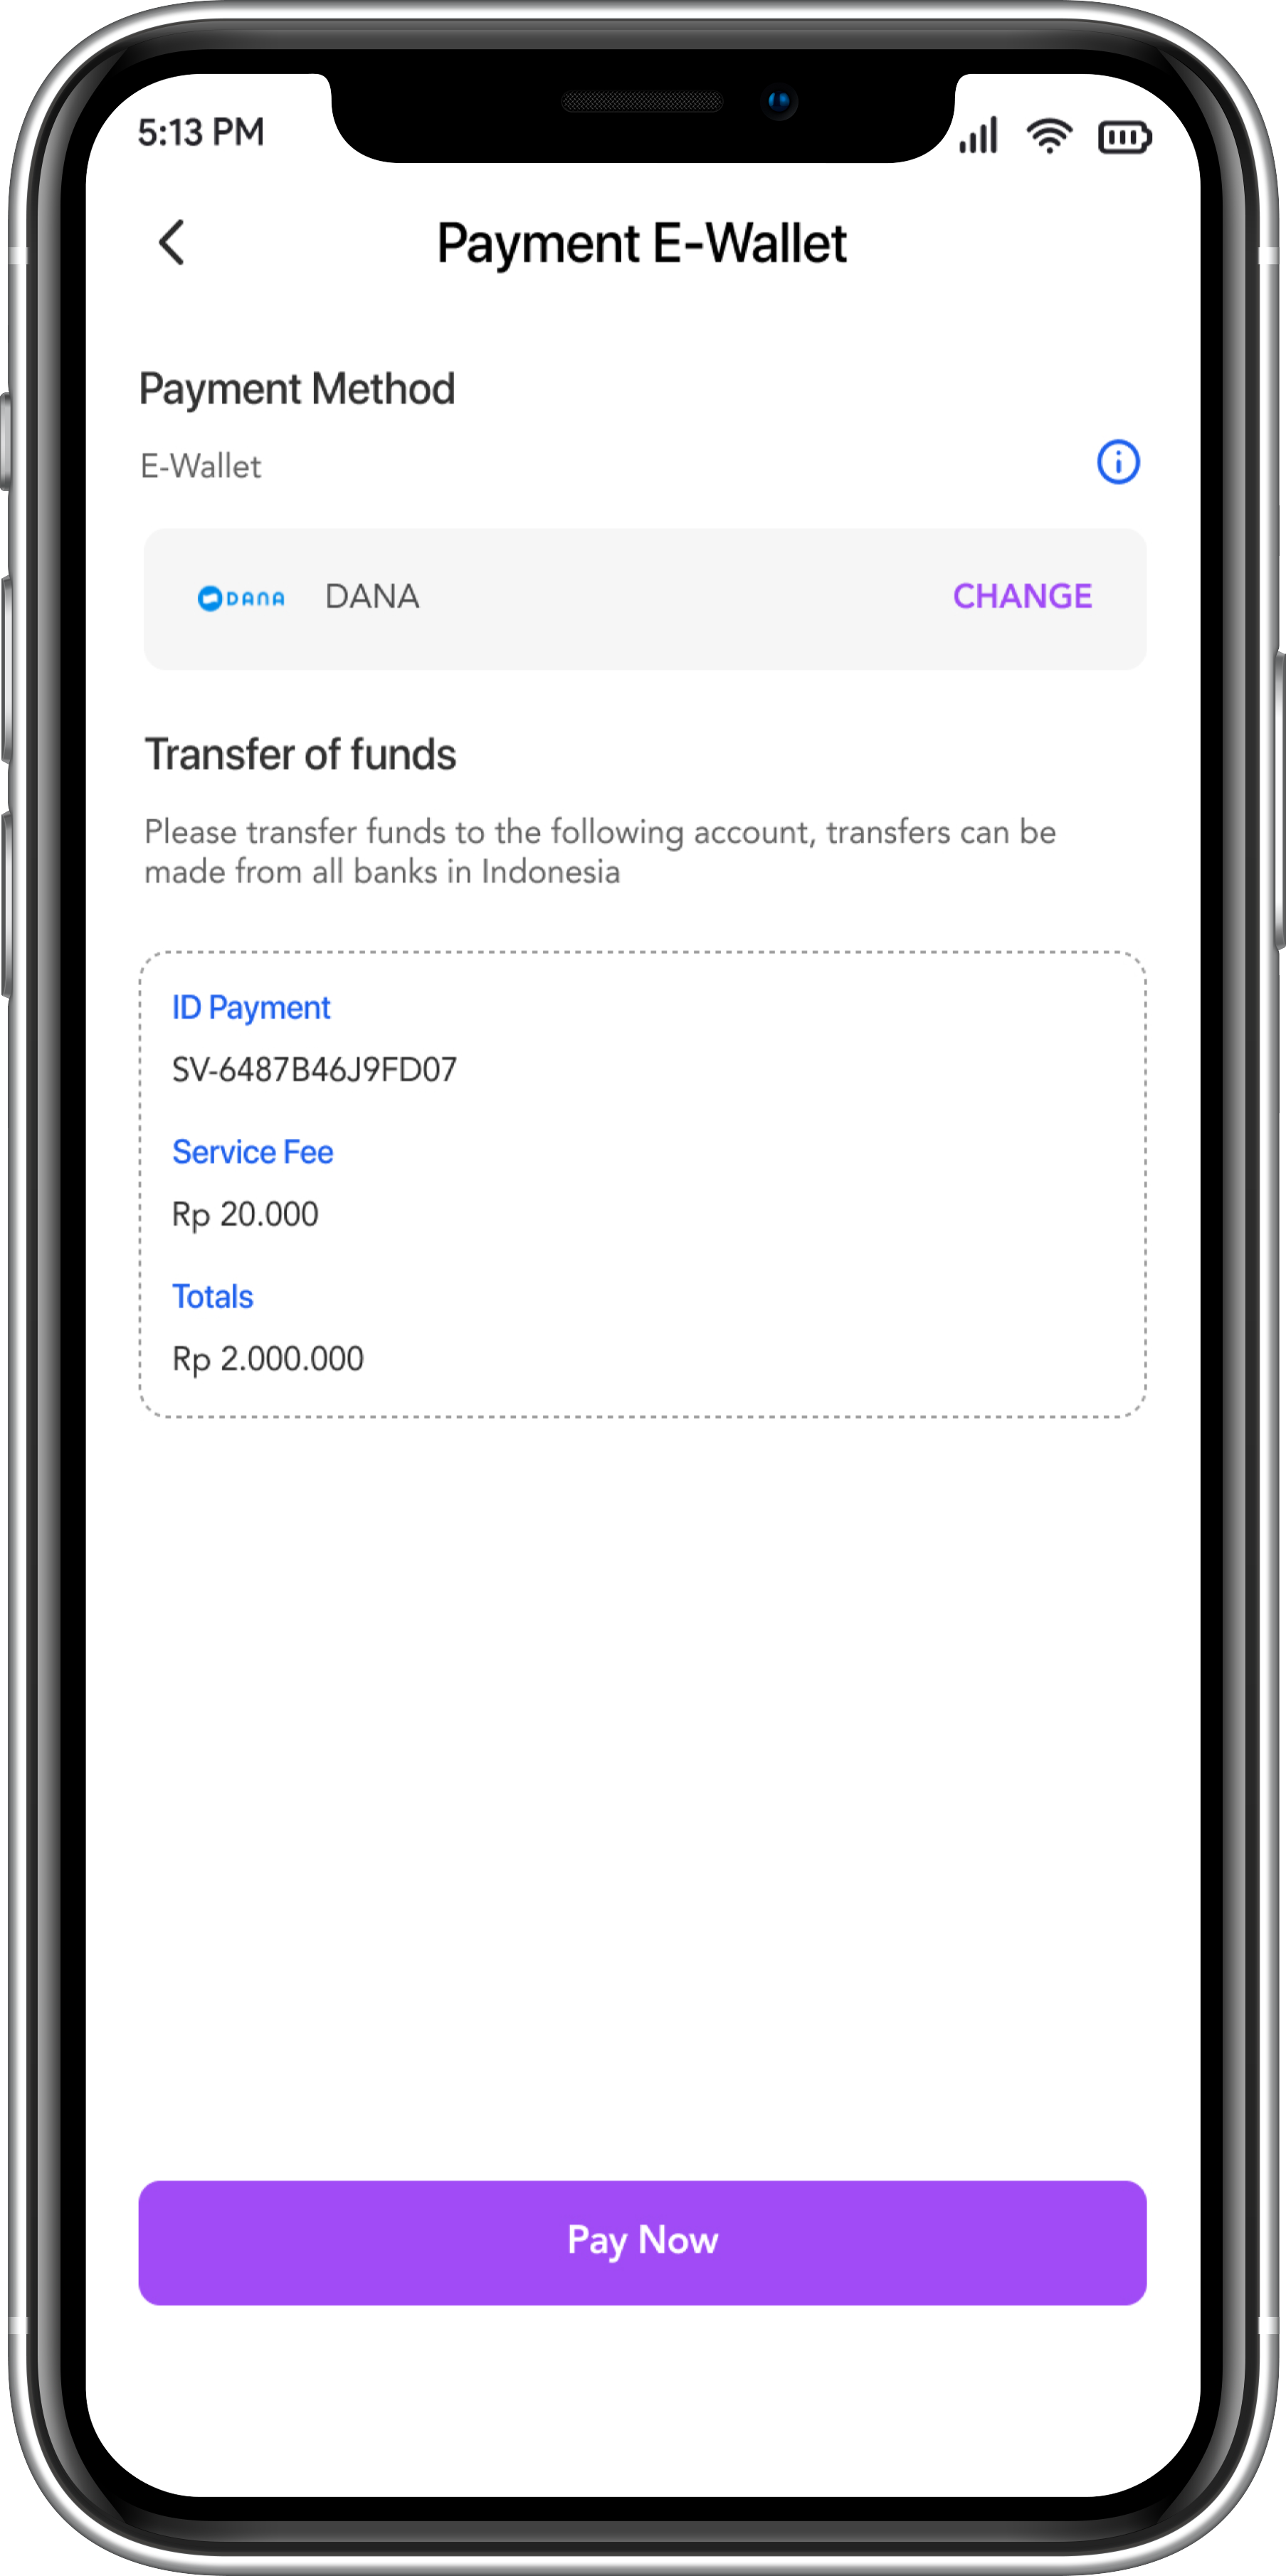 5:13 PM
Payment E-Wallet
Payment Method
E-Wallet
DANA DANA CHANGE
Transfer of funds
Please transfer funds to the following account, transfers can be
made from all banks in Indonesia
ID Payment
SV-6487B46J9FD07
Service Fee
Rp 20.000
Totals
Rp 2.000.000
Pay Now